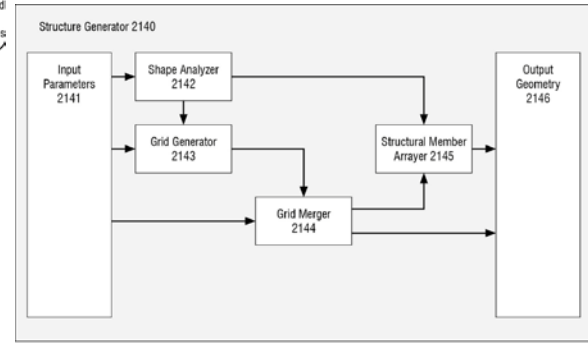 Structure Generator 2140
Input
Parameters
2141
Shape Analyzer
2142
Grid Generator
2143
Grid Merger
2144
Structural Member
Arrayer 2145
Output
Geometry
2146